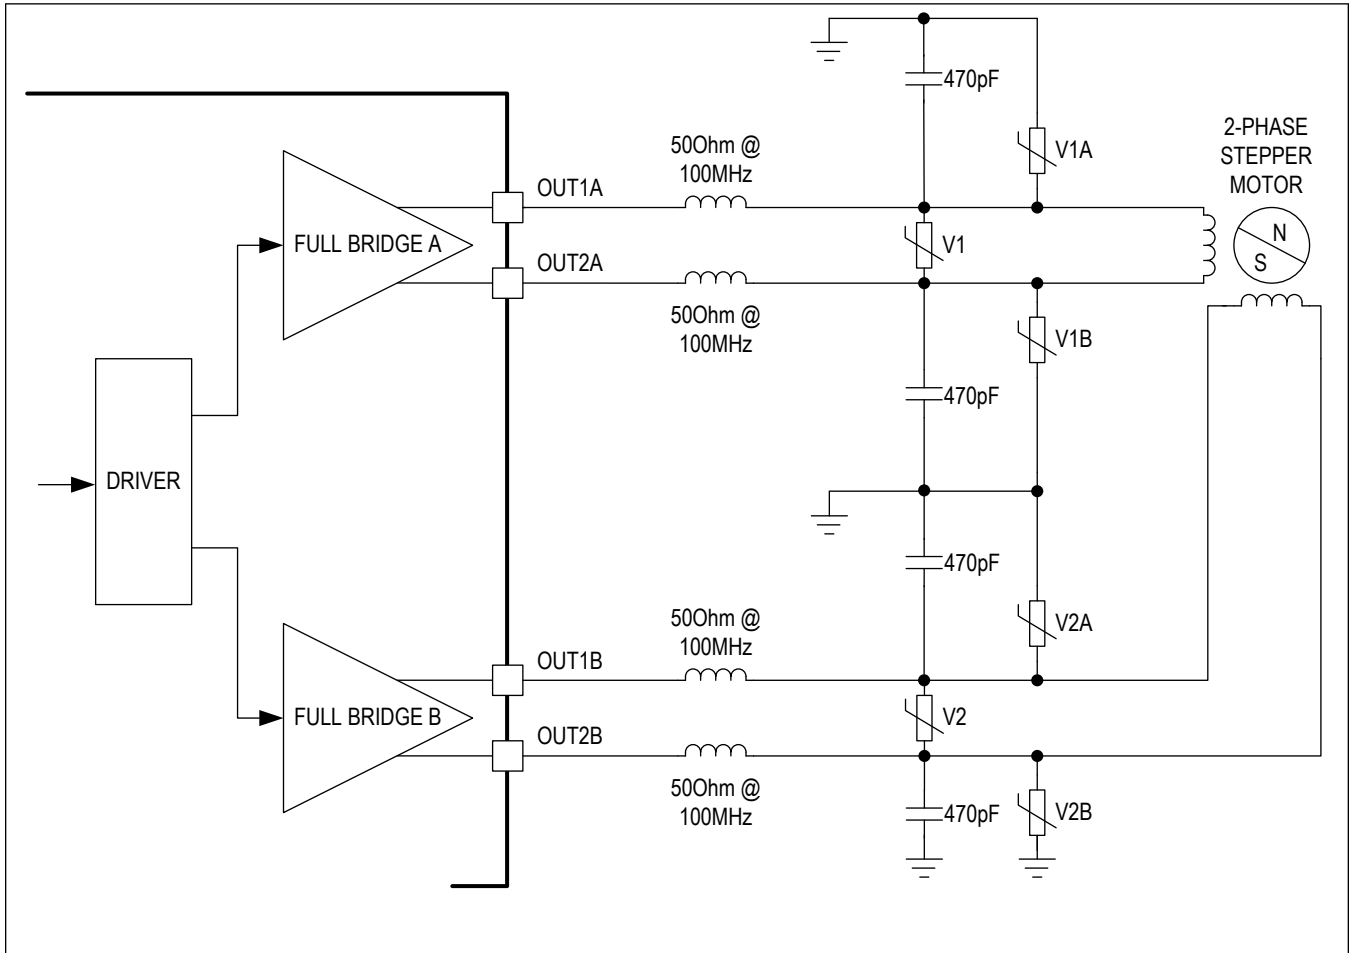 470pF
V1A
2-PHASE
STEPPER
MOTOR
50Ohm @
100MHz
OUT1A
FULL BRIDGE A
V1
N
S
OUT2A
50Ohm @
100MHz
V1B
470pF
DRIVER
470pF
50Ohm @
100MHz
V2A
OUT1B
FULL BRIDGE B
V2
OUT2B
50Ohm @
100MHz
470pF
V2B